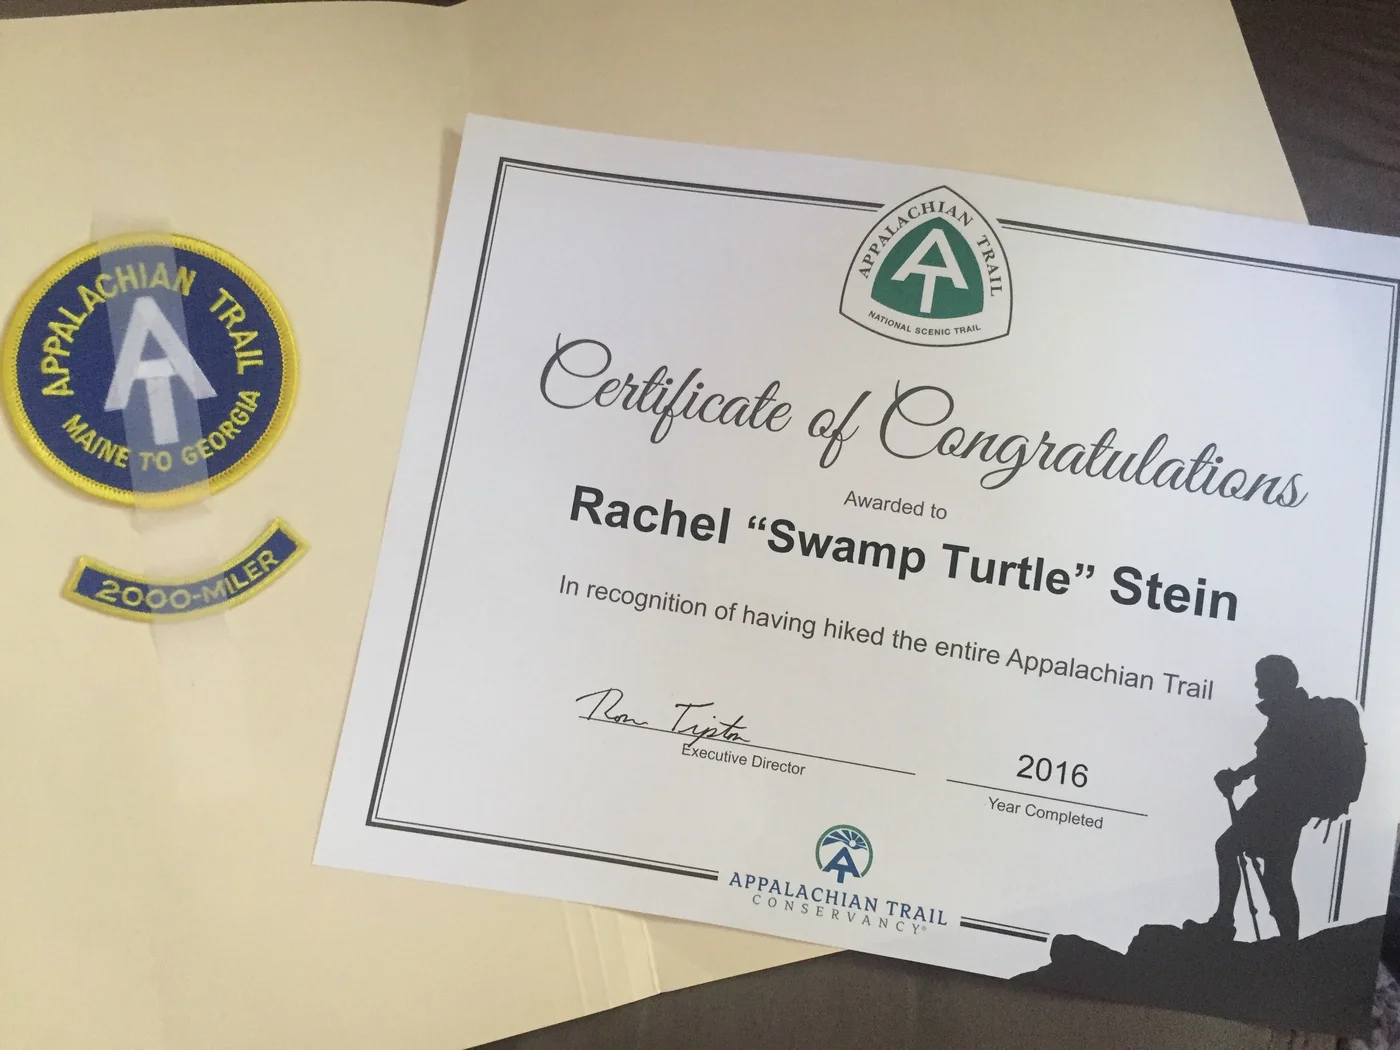 APPALACHIAN TRAIL
AT
MAINE TO GEORGIA
2000-MILER
APPALACHIAN TRAIL
AT
NATIONAL SCENIC TRAIL
Certificate of Congratulations
Awarded to
Rachel “Swamp Turtle” Stein
In recognition of having hiked the entire Appalachian Trail
Ron Tipton
Executive Director
2016
Year Completed
A
APPALACHIAN TRAIL
CONSERVANCY®